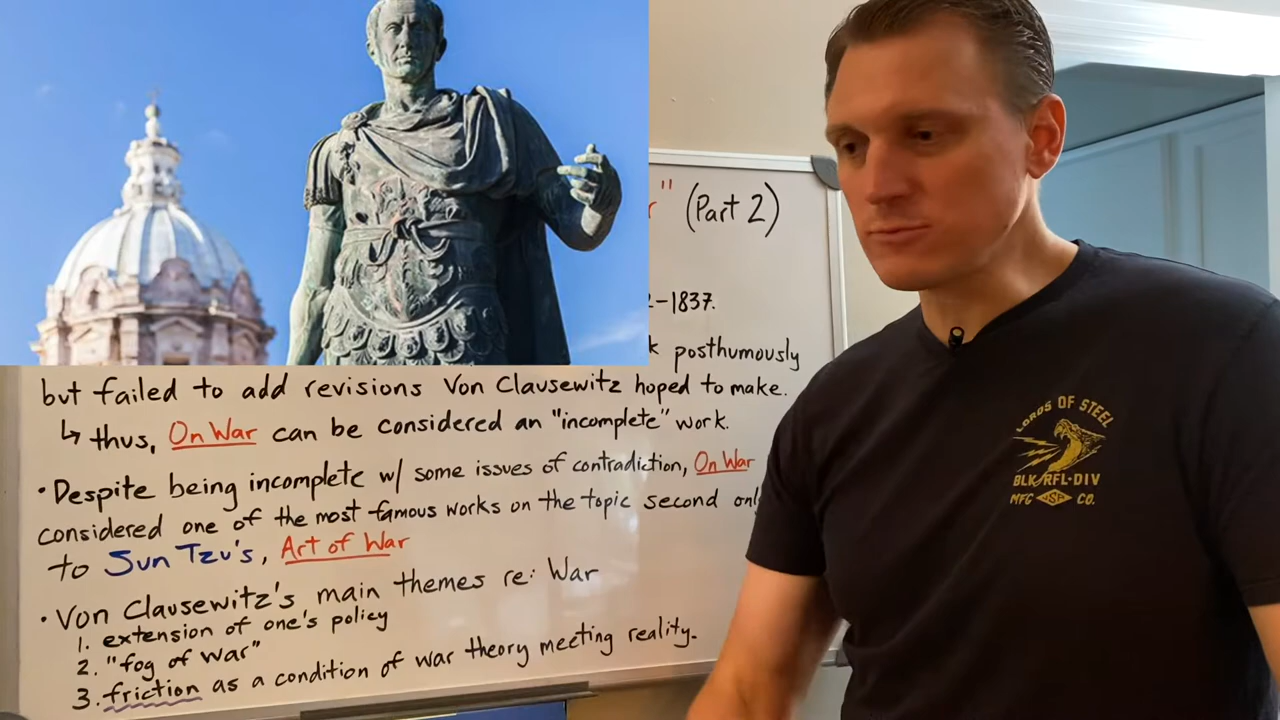 " (Part 2)
-1837.
posthumously
but failed to add revisions Von Clausewitz hoped to make.
↳ thus, On War can be considered an "incomplete" work.
• Despite being incomplete w/ some issues of contradiction, On War
considered one of the most famous works on the topic second onl
to Sun Tzu's, Art of War
• Von Clausewitz's main themes re: War
1. extension of one's policy
2. "fog of war"
3. friction as a condition of war theory meeting reality.
LORDS OF STEEL
BLK RFL-DIV
MFG USA CO.